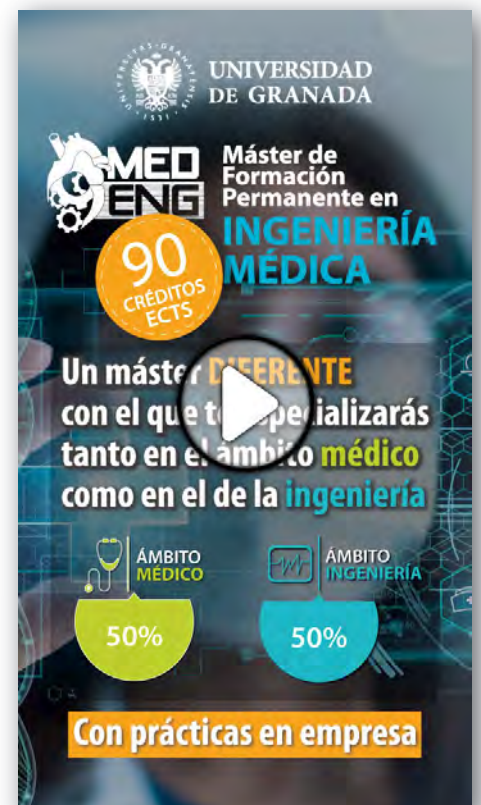 UNIVERSIDAD
DE GRANADA
MED
ENG
Máster de
Formación
Permanente en
INGENIERÍA
MÉDICA
90
CRÉDITOS
ECTS
Un máster DIFERENTE
con el que te especializarás
tanto en el ámbito médico
como en el de la ingeniería
ÁMBITO
MÉDICO
50%
ÁMBITO
INGENIERÍA
50%
Con prácticas en empresa